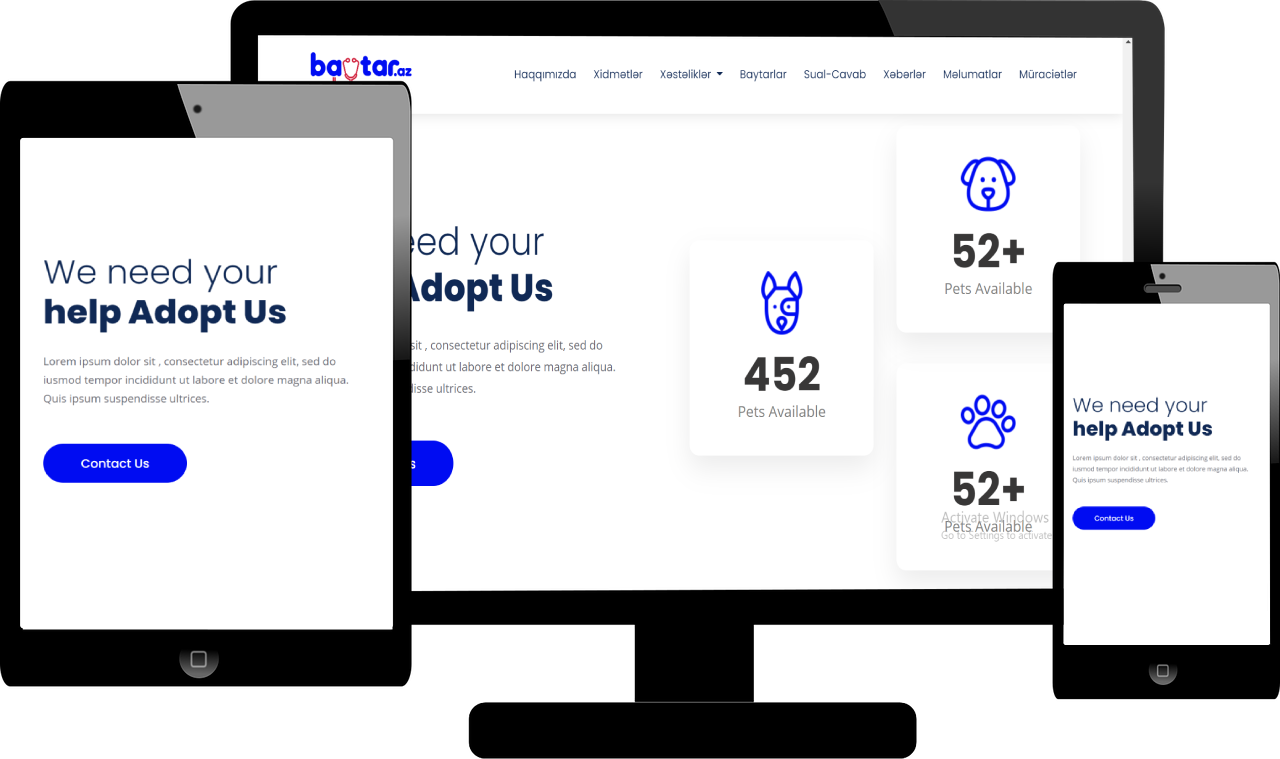 baytar.az
Haqqımızda Xidmətlər Xəstəliklər Baytarlar Sual-Cavab Xəbərlər Məlumatlar Müraciətlər
We need your
help Adopt Us
Lorem ipsum dolor sit , consectetur adipiscing elit, sed do
iusmod tempor incididunt ut labore et dolore magna aliqua.
Quis ipsum suspendisse ultrices.
Contact Us
eed your
Adopt Us
sit , consectetur adipiscing elit, sed do
didunt ut labore et dolore magna aliqua.
disse ultrices.
s
452
Pets Available
52+
Pets Available
52+
Activate Windows
Pets Available
Go to Settings to activate
We need your
help Adopt Us
Lorem ipsum dolor sit , consectetur adipiscing elit, sed do
iusmod tempor incididunt ut labore et dolore magna aliqua.
Quis ipsum suspendisse ultrices.
Contact Us